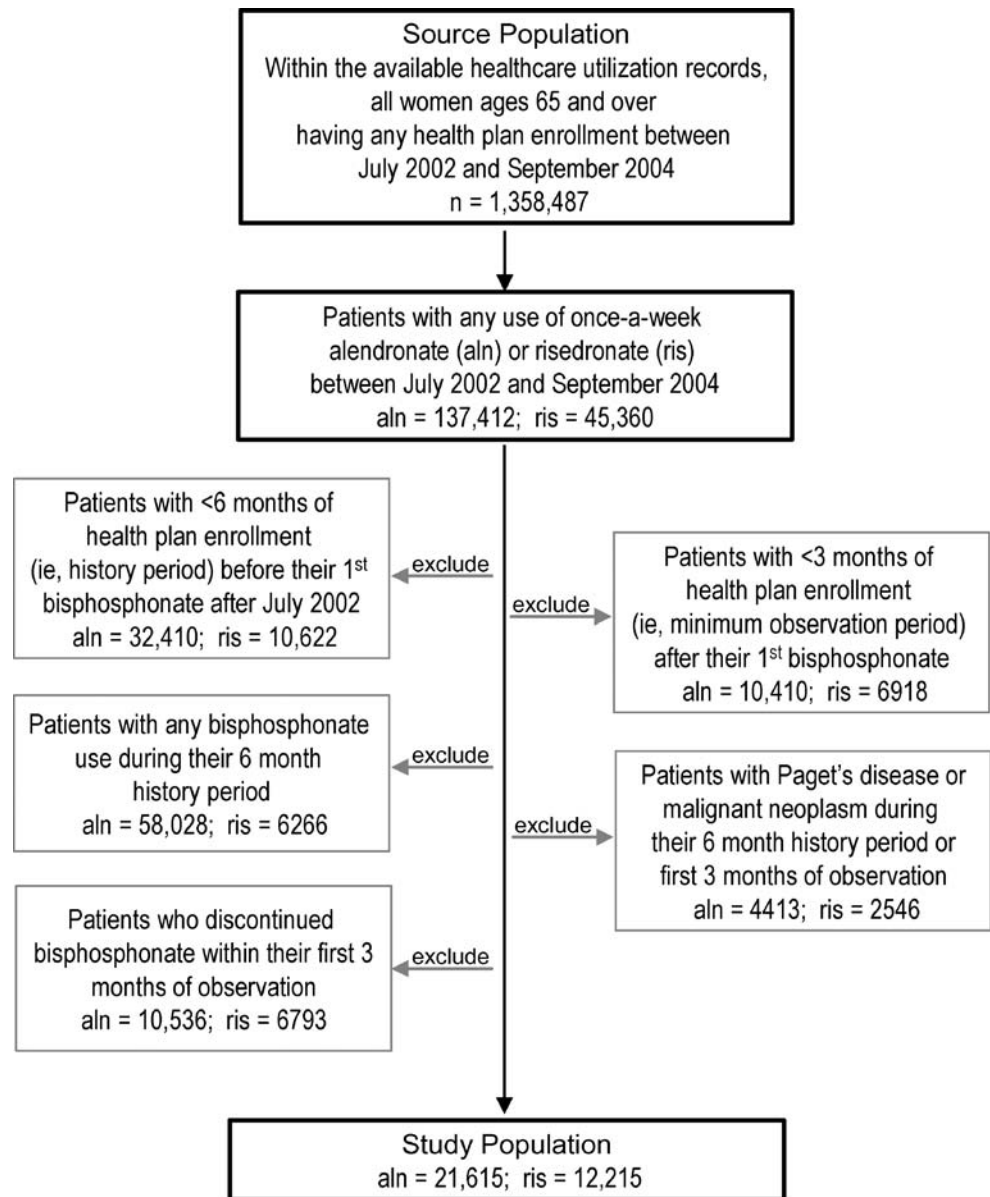 Source Population
Within the available healthcare utilization records,
all women ages 65 and over
having any health plan enrollment between
July 2002 and September 2004
n = 1,358,487
Patients with any use of once-a-week
alendronate (aln) or risedronate (ris)
between July 2002 and September 2004
aln = 137,412; ris = 45,360
Patients with <6 months of
health plan enrollment
(ie, history period) before their 1st
bisphosphonate after July 2002
aln = 32,410; ris = 10,622
exclude
exclude
Patients with <3 months of
health plan enrollment
(ie, minimum observation period)
after their 1st bisphosphonate
aln = 10,410; ris = 6918
Patients with any bisphosphonate
use during their 6 month
history period
aln = 58,028; ris = 6266
exclude
exclude
Patients with Paget's disease or
malignant neoplasm during
their 6 month history period or
first 3 months of observation
aln = 4413; ris = 2546
Patients who discontinued
bisphosphonate within their first 3
months of observation
aln = 10,536; ris = 6793
exclude
Study Population
aln = 21,615; ris = 12,215